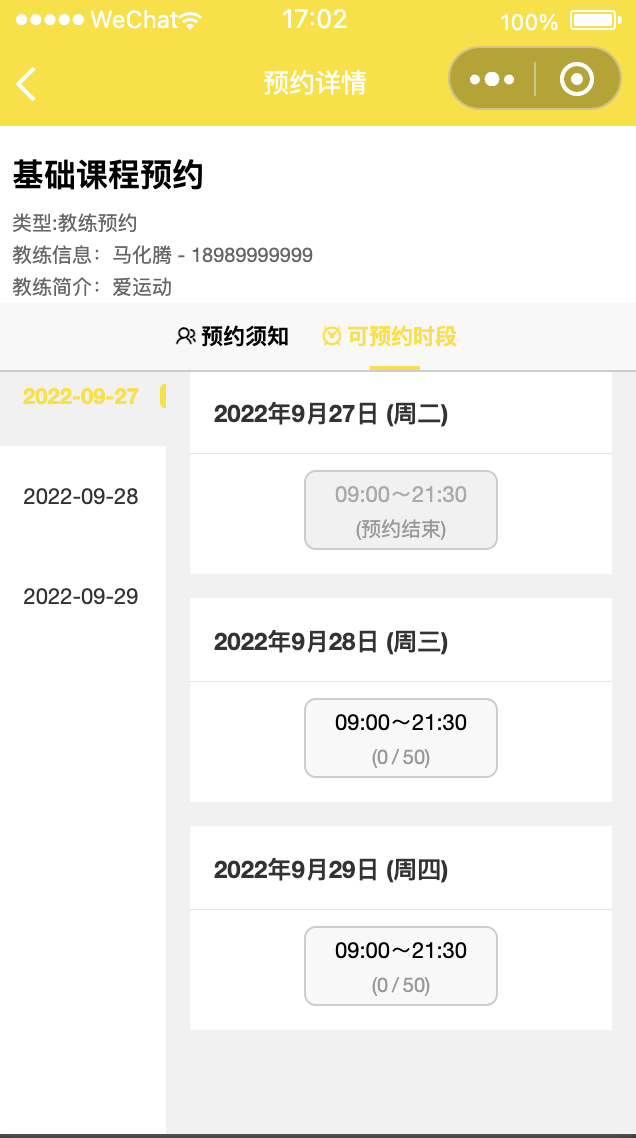 WeChat
17:02
100%
预约详情
基础课程预约
类型:教练预约
教练信息：马化腾 - 18989999999
教练简介：爱运动
预约须知
可预约时段
2022-09-27
2022-09-28
2022-09-29
2022年9月27日 (周二)
09:00～21:30
(预约结束)
2022年9月28日 (周三)
09:00～21:30
(0 / 50)
2022年9月29日 (周四)
09:00～21:30
(0 / 50)